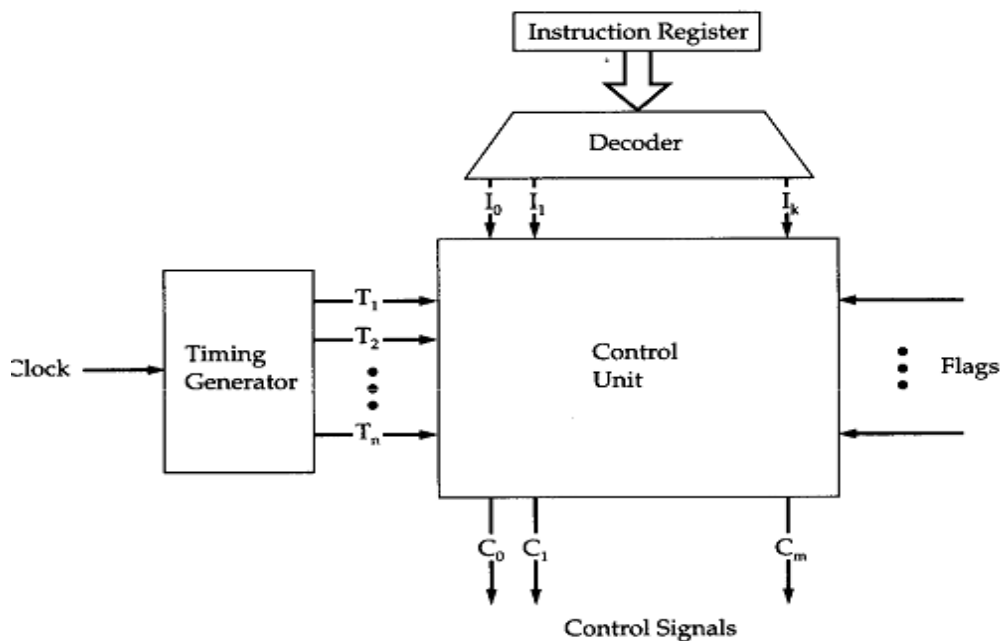 Instruction Register
Decoder
I₀ I₁ Iₖ
T₁
T₂
Tₙ
Clock
Timing
Generator
Control
Unit
Flags
C₀ C₁ Cₘ
Control Signals